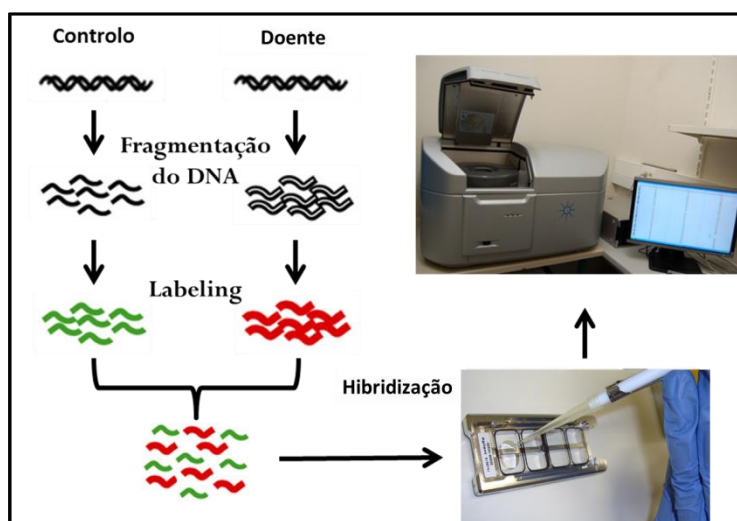 Controlo
Doente
Fragmentação
do DNA
Labeling
Hibridização